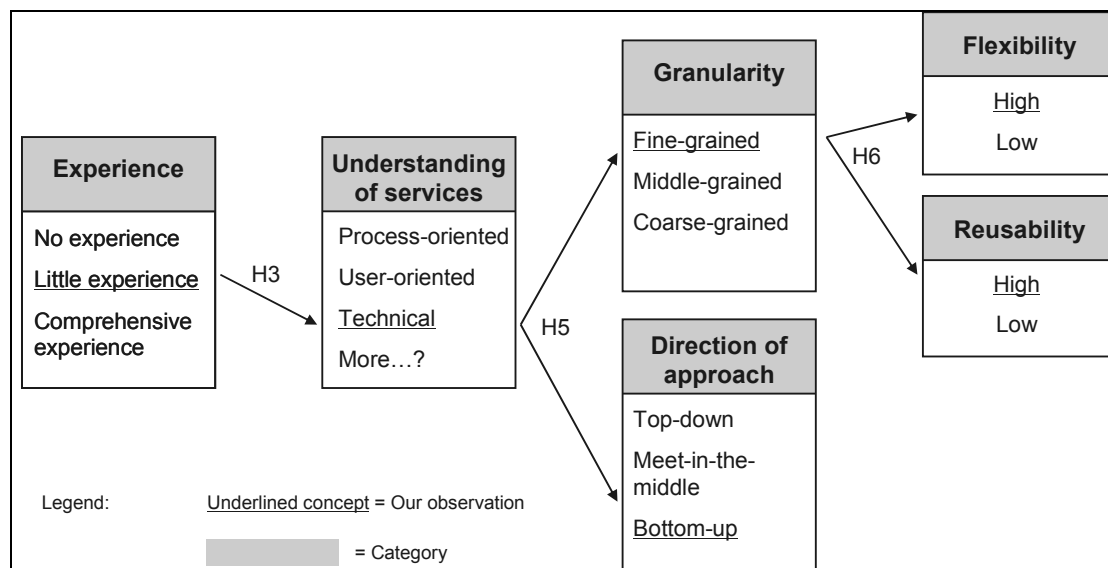 Experience
No experience
Little experience
Comprehensive
experience
H3
Understanding
of services
Process-oriented
User-oriented
Technical
More…?
H5
Granularity
Fine-grained
Middle-grained
Coarse-grained
Direction of
approach
Top-down
Meet-in-the-
middle
Bottom-up
H6
Flexibility
High
Low
Reusability
High
Low
Legend:
Underlined concept = Our observation
= Category